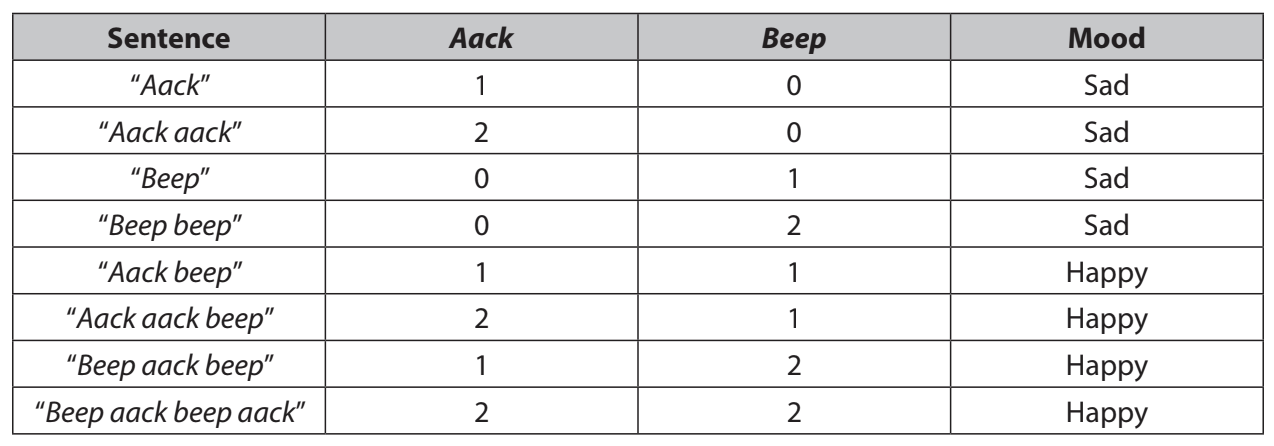 Sentence Aack Beep Mood
“Aack” 1 0 Sad
“Aack aack” 2 0 Sad
“Beep” 0 1 Sad
“Beep beep” 0 2 Sad
“Aack beep” 1 1 Happy
“Aack aack beep” 2 1 Happy
“Beep aack beep” 1 2 Happy
“Beep aack beep aack” 2 2 Happy